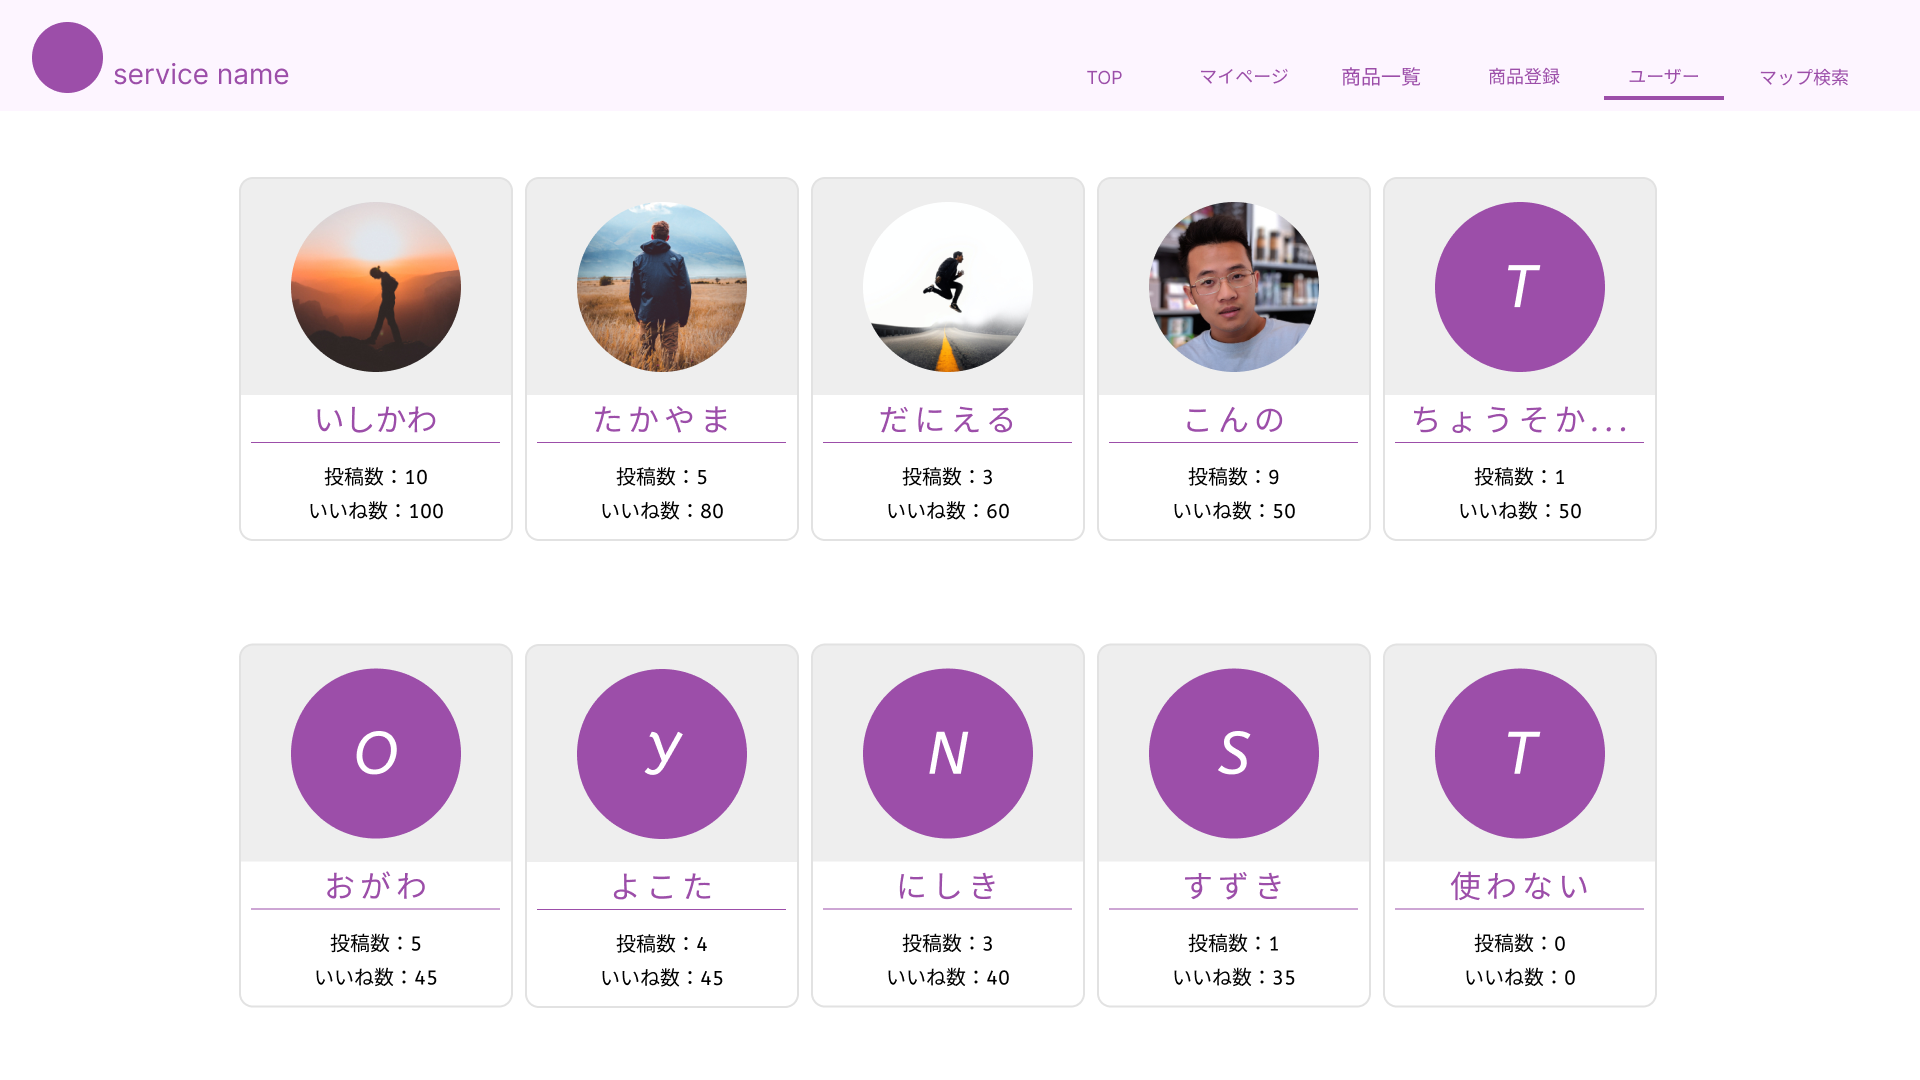 service name
TOP
マイページ
商品一覧
商品登録
ユーザー
マップ検索
いしかわ
投稿数：10
いいね数：100
たかやま
投稿数：5
いいね数：80
だにえる
投稿数：3
いいね数：60
こんの
投稿数：9
いいね数：50
T
ちょうそか...
投稿数：1
いいね数：50
O
おがわ
投稿数：5
いいね数：45
Y
よこた
投稿数：4
いいね数：45
N
にしき
投稿数：3
いいね数：40
S
すずき
投稿数：1
いいね数：35
T
使わない
投稿数：0
いいね数：0